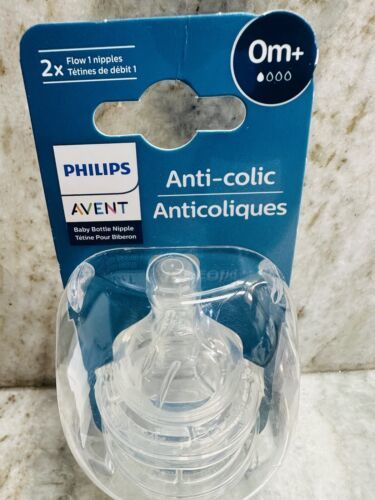 2x
Flow 1 nipples
Tétines de débit 1
0m+
PHILIPS
AVENT
Baby Bottle Nipple
Tétine Pour Biberon
Anti-colic
Anticoliques